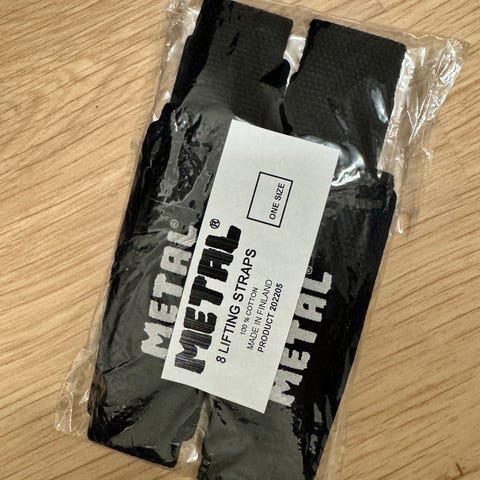 METAL®
METAL®
8 LIFTING STRAPS
100 % COTTON
MADE IN FINLAND
PRODUCT 202205
ONE SIZE
METAL®